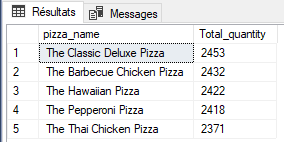 Résultats Messages
pizza_name Total_quantity
1 The Classic Deluxe Pizza 2453
2 The Barbecue Chicken Pizza 2432
3 The Hawaiian Pizza 2422
4 The Pepperoni Pizza 2418
5 The Thai Chicken Pizza 2371